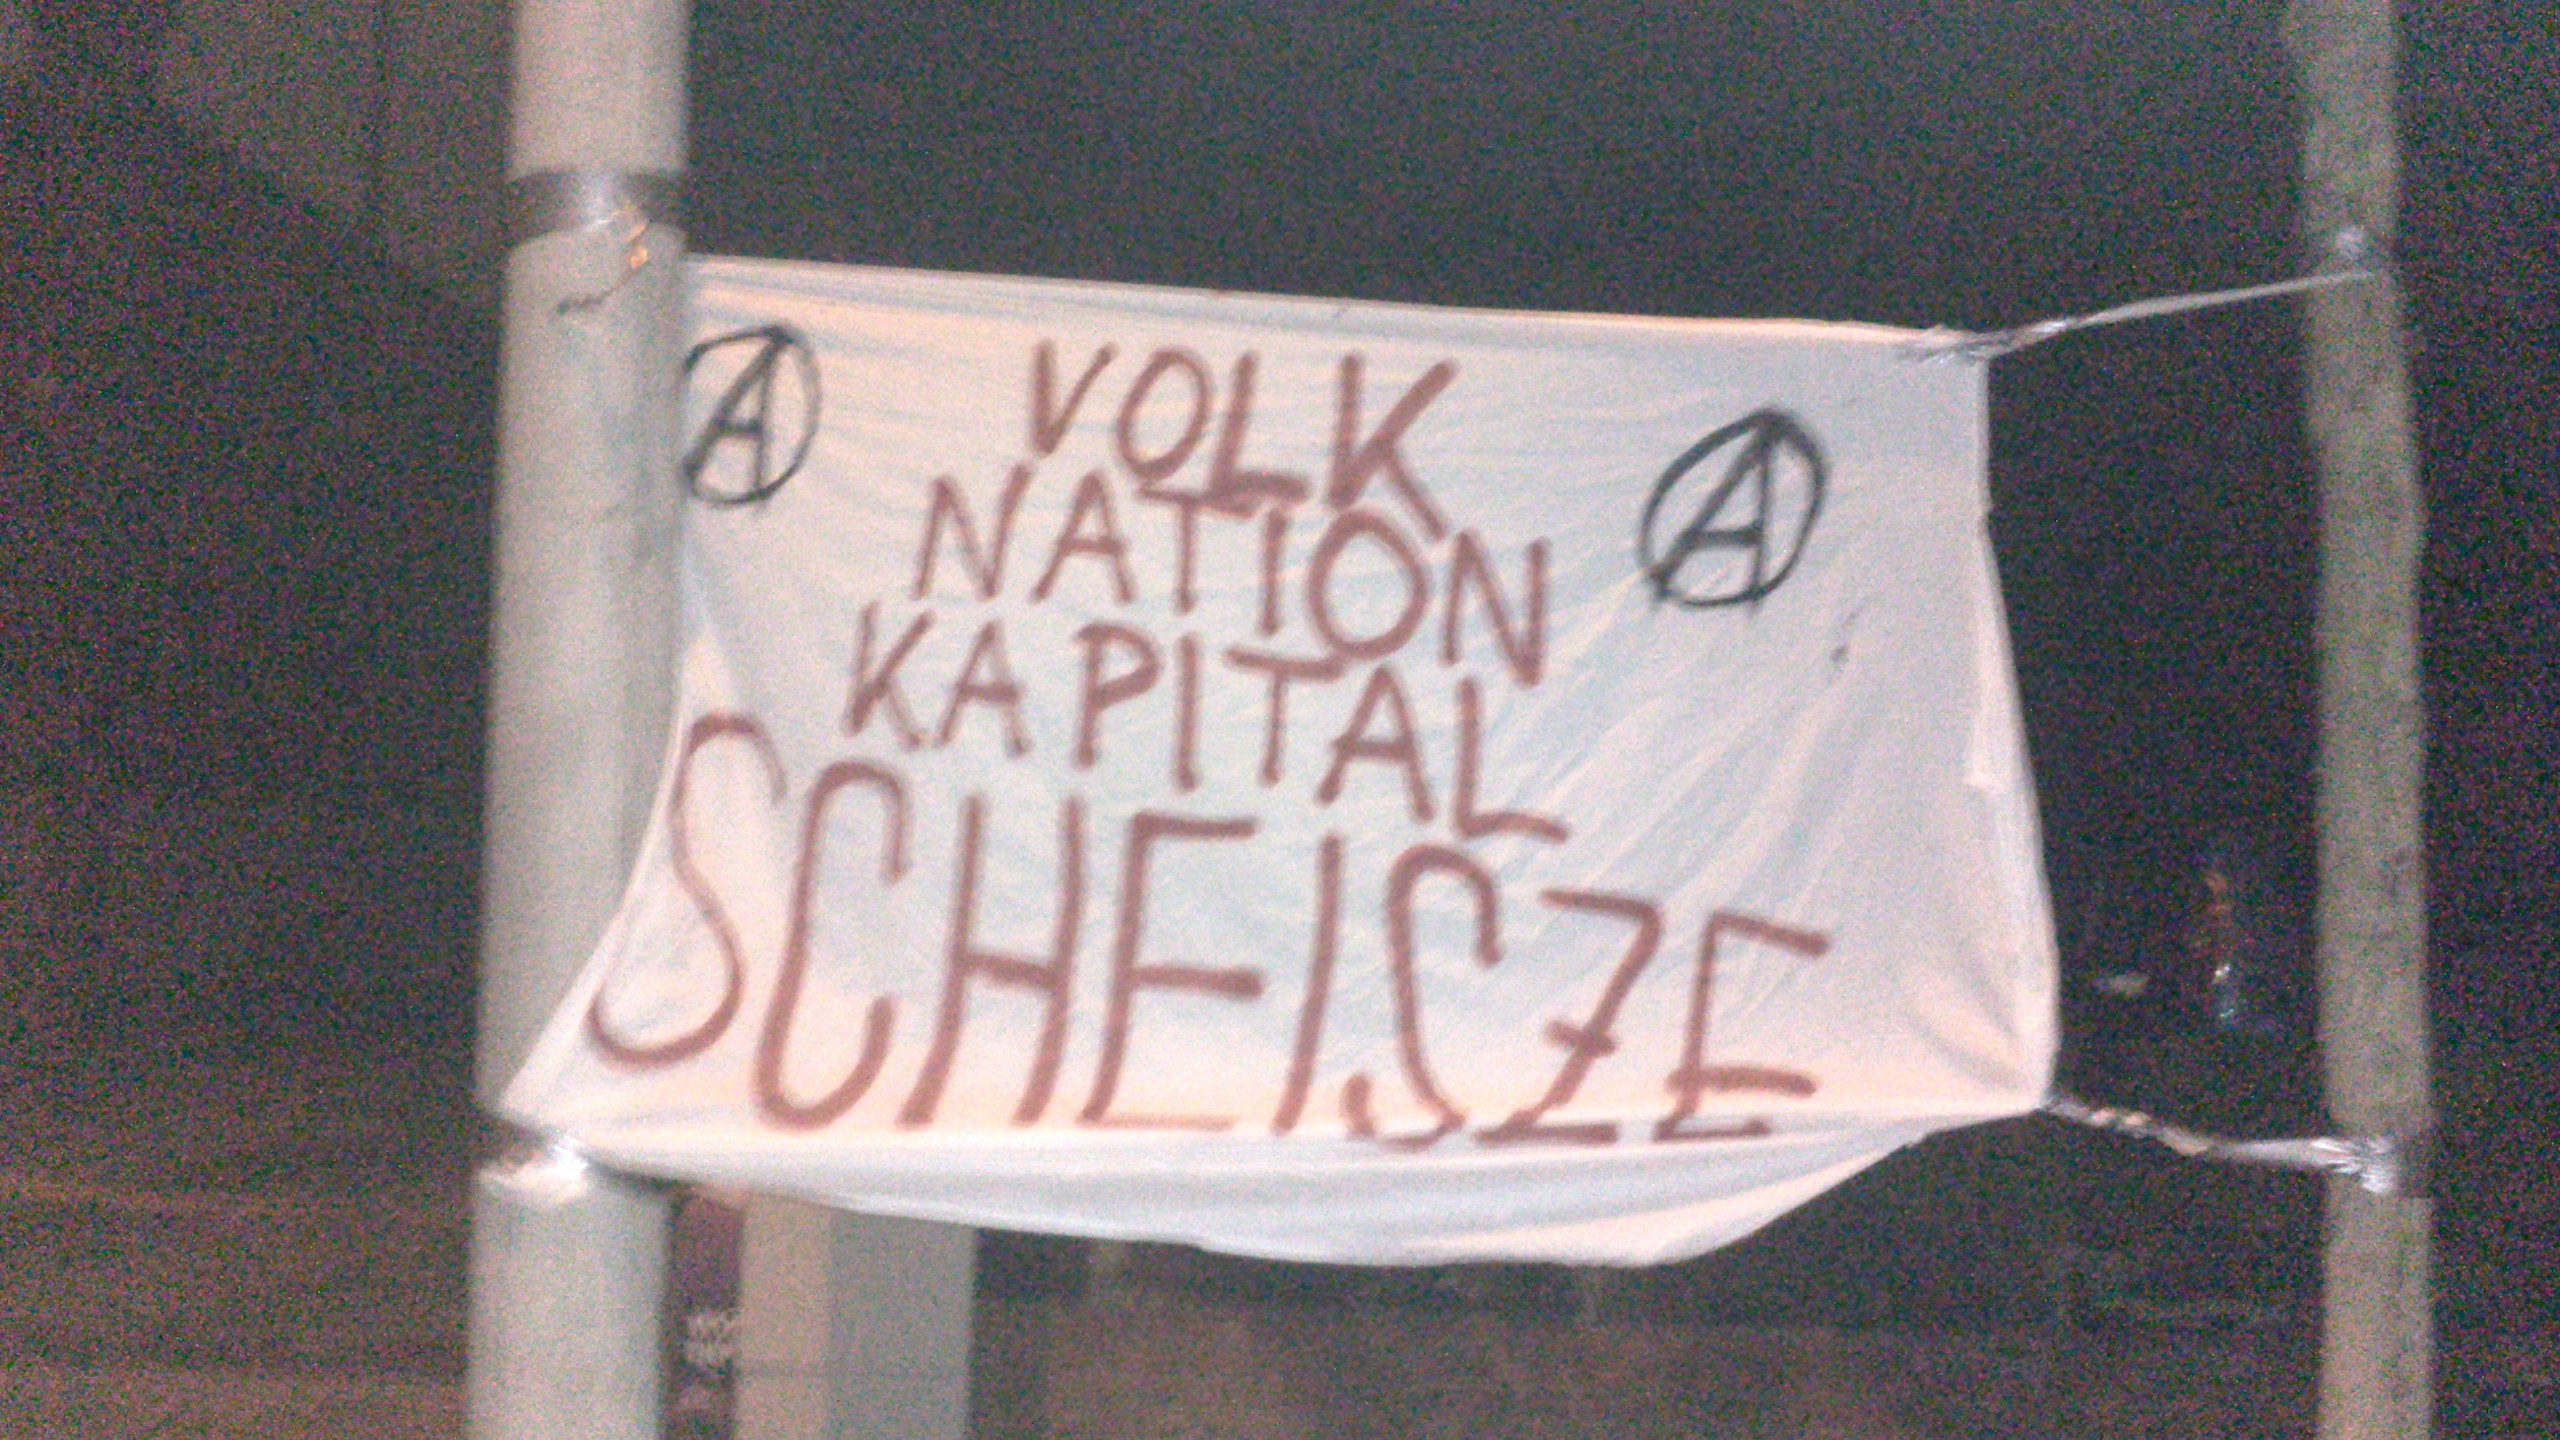 Ⓐ VOLK Ⓐ
NATION
KAPITAL
SCHEISZE